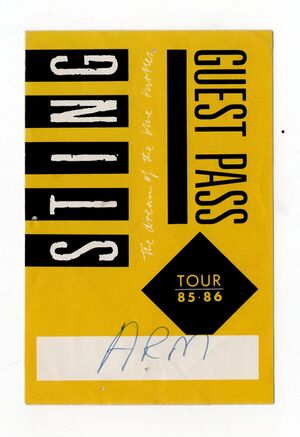 STING
the dream of the blue turtles
GUEST PASS
TOUR
85·86
ARM